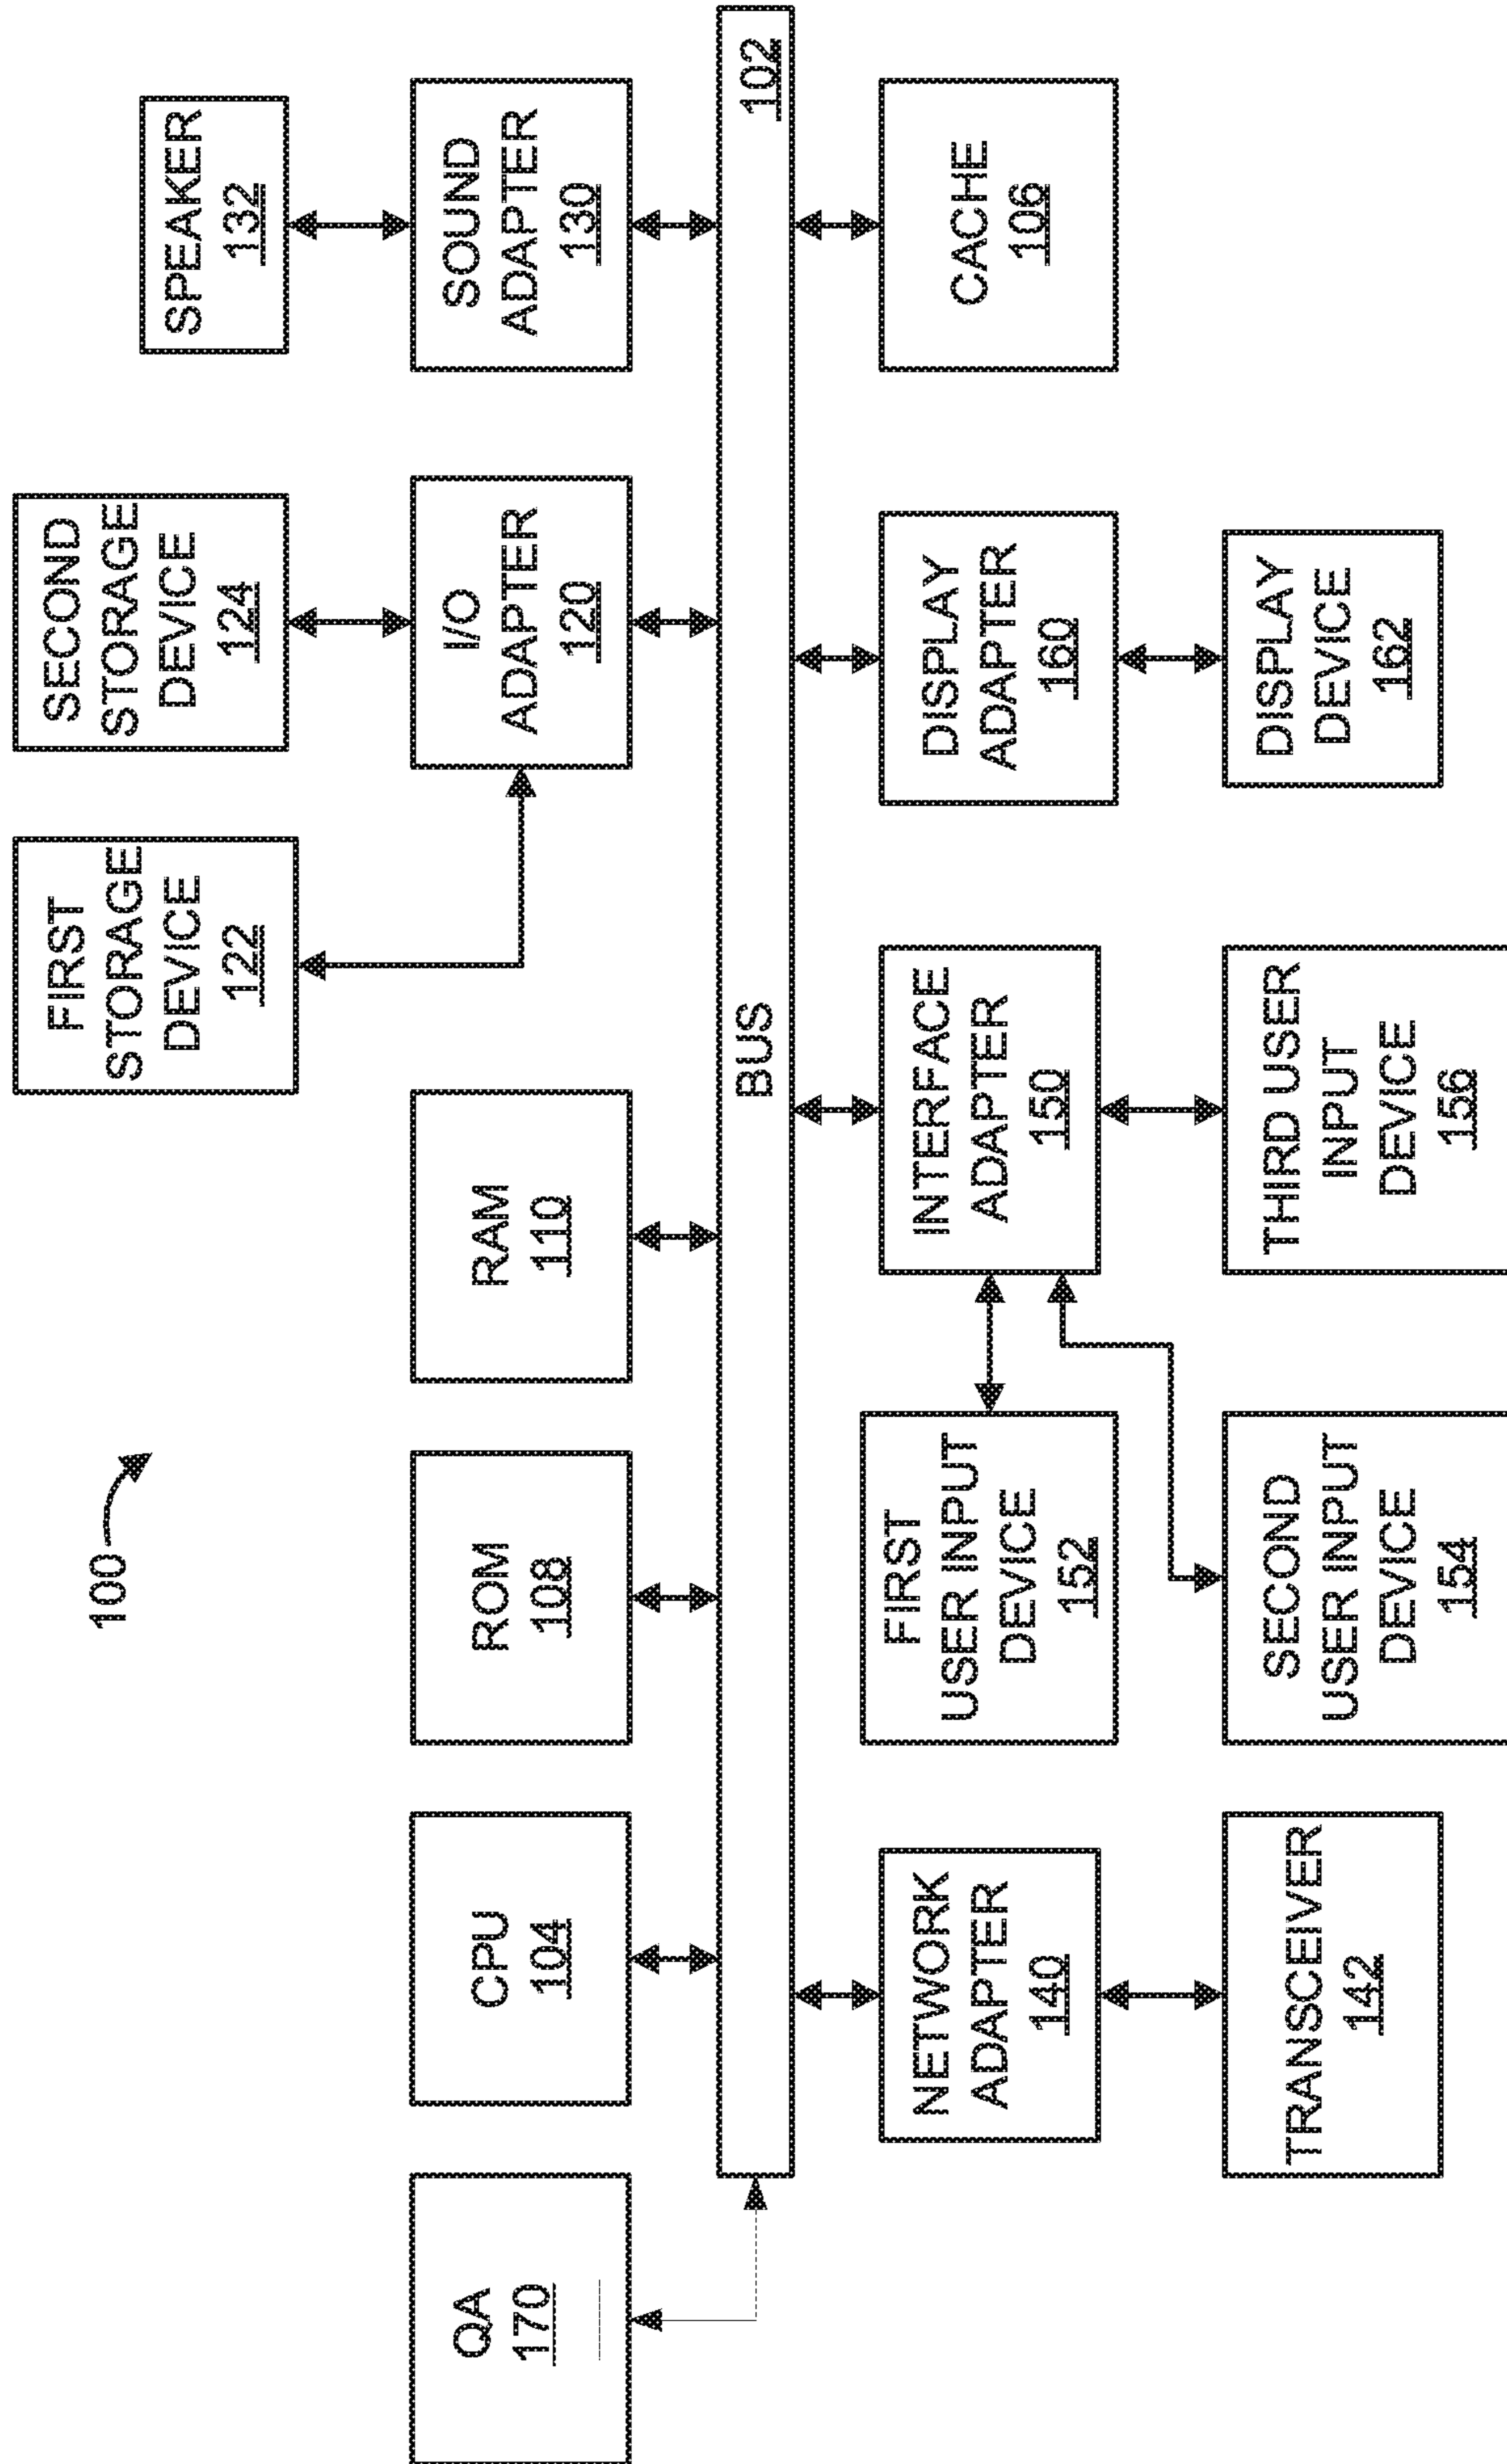 100
FIRST
STORAGE
DEVICE
122
SECOND
STORAGE
DEVICE
124
SPEAKER
132
QA
170
CPU
104
ROM
108
RAM
110
I/O
ADAPTER
120
SOUND
ADAPTER
130
BUS
102
NETWORK
ADAPTER
140
FIRST
USER INPUT
DEVICE
152
INTERFACE
ADAPTER
150
DISPLAY
ADAPTER
160
CACHE
106
TRANSCEIVER
142
SECOND
USER INPUT
DEVICE
154
THIRD USER
INPUT
DEVICE
156
DISPLAY
DEVICE
162